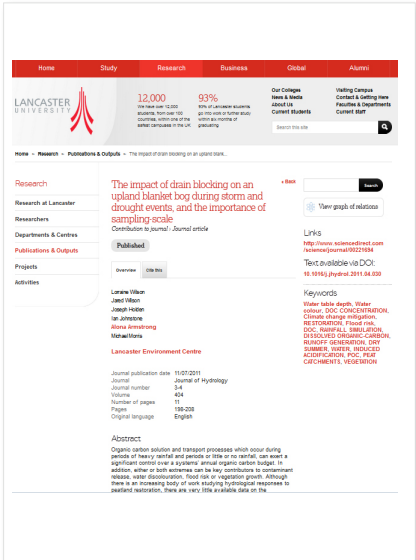 Home Study Research Business Global Alumni
LANCASTER
UNIVERSITY
12,000
We have over 12,000
students, from over 100
countries, within one of the
safest campuses in the UK
93%
93% of Lancaster students
go into work or further study
within six months of
graduating
Our Colleges
News & Media
About Us
Current students
Visiting Campus
Contact & Getting Here
Faculties & Departments
Current staff
Search this site
Home > Research > Publications & Outputs > The impact of drain blocking on an upland blank...
Research
Research at Lancaster
Researchers
Departments & Centres
Publications & Outputs
Projects
Activities
The impact of drain blocking on an
upland blanket bog during storm and
drought events, and the importance of
sampling-scale
Contribution to journal › Journal article
Published
Overview Cite this
Lorraine Wilson
Jared Wilson
Joseph Holden
Ian Johnstone
Alona Armstrong
Michael Morris
Lancaster Environment Centre
Journal publication date 11/07/2011
Journal Journal of Hydrology
Journal number 3-4
Volume 404
Number of pages 11
Pages 198-208
Original language English
Abstract
Organic carbon solution and transport processes which occur during
periods of heavy rainfall and periods or little or no rainfall, can exert a
significant control over a systems' annual organic carbon budget. In
addition, either or both extremes can be key contributors to contaminant
release, water discolouration, flood risk or vegetation growth. Although
there is an increasing body of work studying hydrological responses to
peatland restoration, there are very little available data on the
« Back
Search
View graph of relations
Links
http://www.sciencedirect.com
/science/journal/00221694
Text available via DOI:
10.1016/j.jhydrol.2011.04.030
Keywords
Water table depth, Water
colour, DOC CONCENTRATION,
Climate change mitigation,
RESTORATION, Flood risk,
DOC, RAINFALL SIMULATION,
DISSOLVED ORGANIC-CARBON,
RUNOFF GENERATION, DRY
SUMMER, WATER, INDUCED
ACIDIFICATION, POC, PEAT
CATCHMENTS, VEGETATION